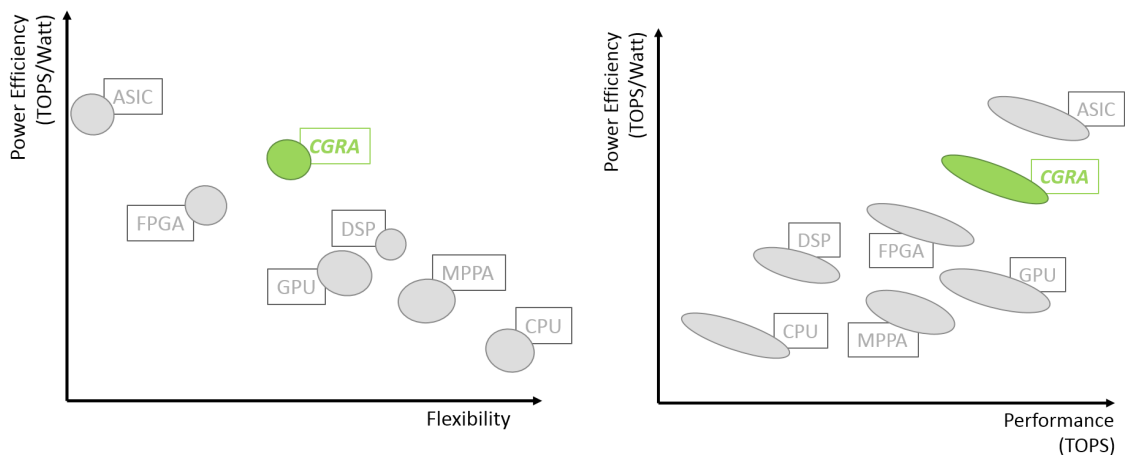 Power Efficiency
(TOPS/Watt)
ASIC
CGRA
FPGA
DSP
GPU
MPPA
CPU
Flexibility
Power Efficiency
(TOPS/Watt)
ASIC
CGRA
DSP
FPGA
GPU
CPU
MPPA
Performance
(TOPS)